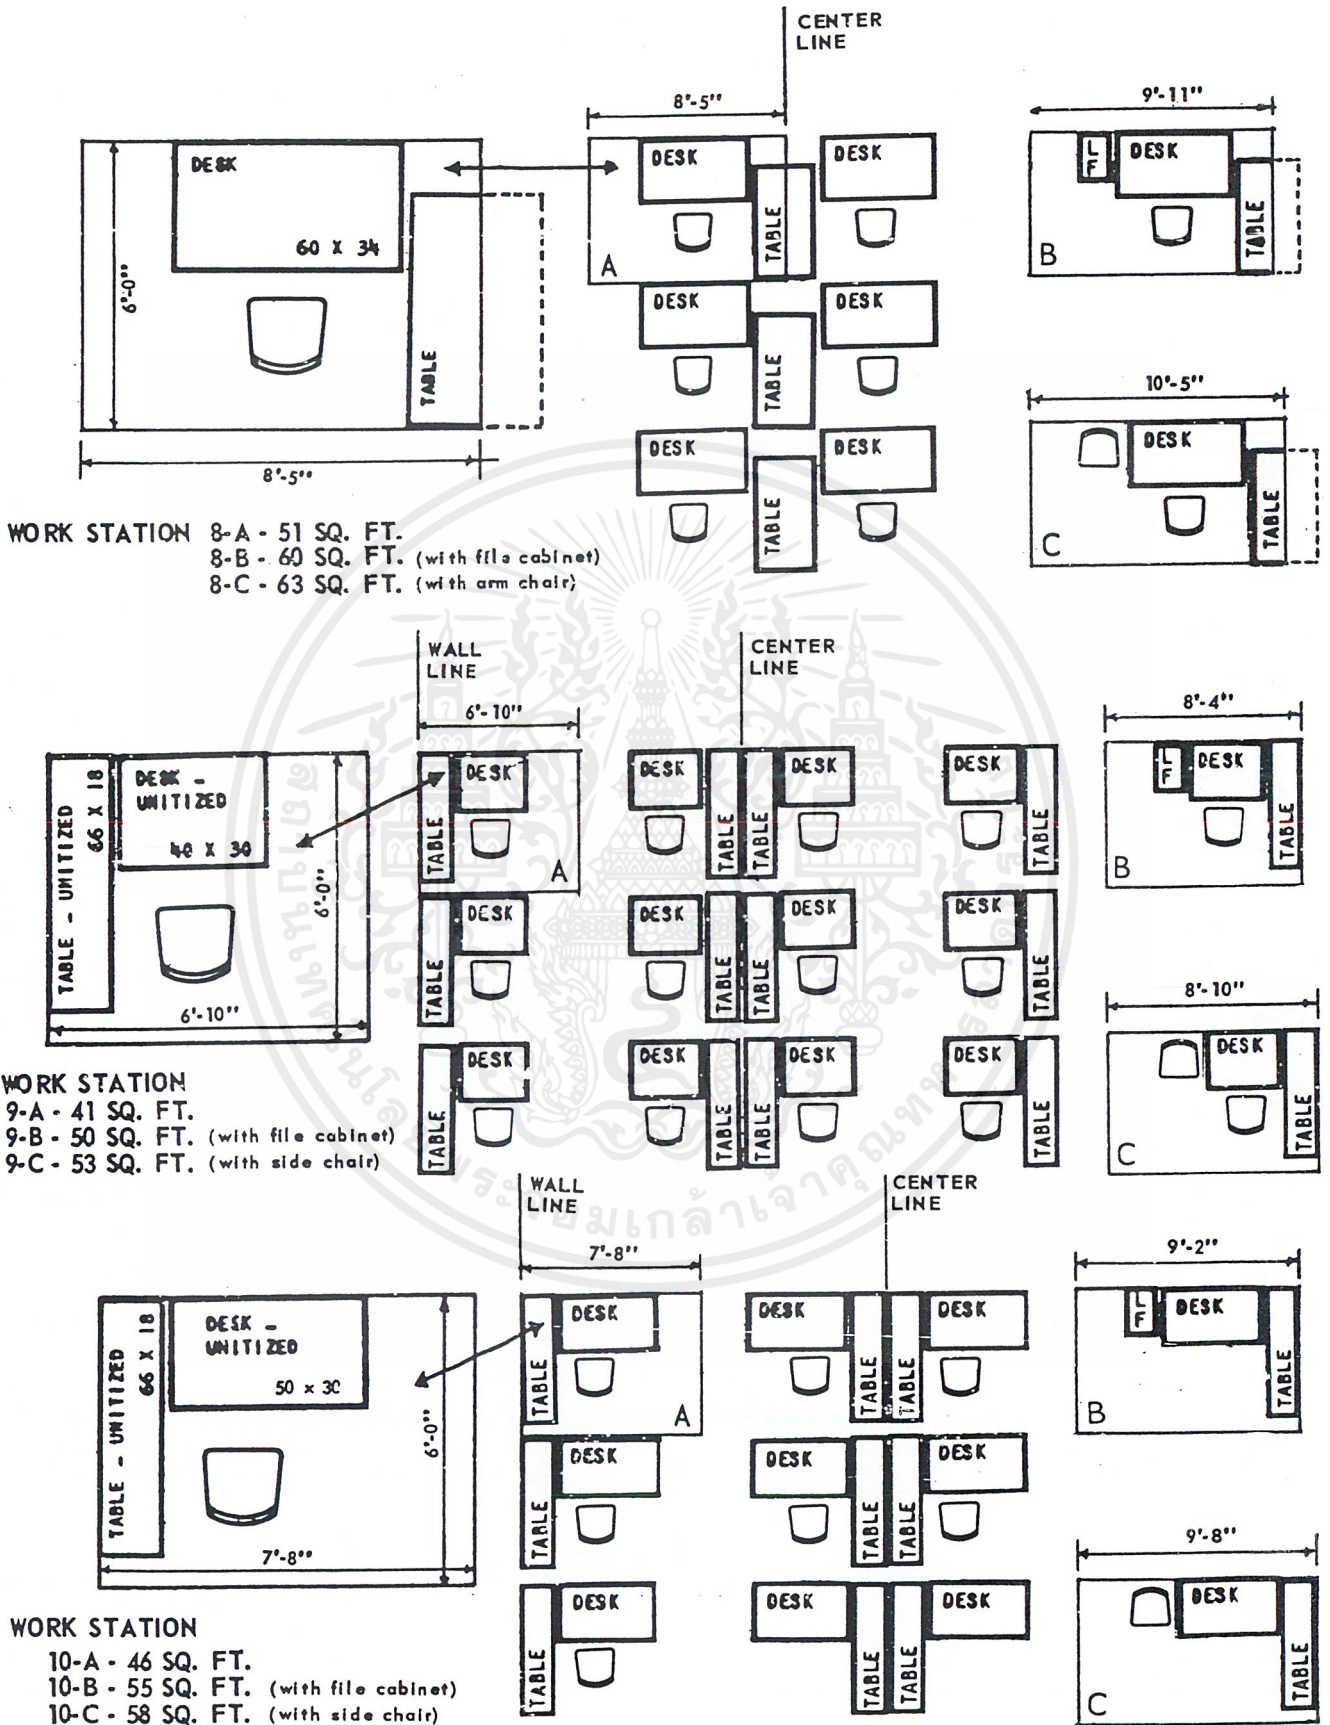 CENTER
LINE
8'-5"
9'-11"
DESK
60 X 34
6'-0"
TABLE
8'-5"
DESK
DESK
TABLE
A
DESK
DESK
TABLE
DESK
DESK
TABLE
L
F
DESK
TABLE
B
10'-5"
DESK
TABLE
C
WORK STATION 8-A - 51 SQ. FT.
8-B - 60 SQ. FT. (with file cabinet)
8-C - 63 SQ. FT. (with arm chair)
WALL
LINE
CENTER
LINE
6'-10"
8'-4"
TABLE - UNITIZED
66 X 18
DESK -
UNITIZED
40 X 30
6'-0"
6'-10"
DESK
TABLE
A
DESK
TABLE
TABLE
DESK
DESK
TABLE
DESK
TABLE
DESK
TABLE
TABLE
DESK
DESK
TABLE
DESK
TABLE
DESK
TABLE
TABLE
DESK
DESK
TABLE
L
F
DESK
TABLE
B
8'-10"
DESK
TABLE
C
WORK STATION
9-A - 41 SQ. FT.
9-B - 50 SQ. FT. (with file cabinet)
9-C - 53 SQ. FT. (with side chair)
WALL
LINE
CENTER
LINE
7'-8"
9'-2"
TABLE - UNITIZED
66 X 18
DESK -
UNITIZED
50 x 30
6'-0"
7'-8"
DESK
TABLE
A
DESK
TABLE
TABLE
DESK
DESK
TABLE
DESK
TABLE
TABLE
DESK
DESK
TABLE
DESK
TABLE
TABLE
DESK
L
F
DESK
TABLE
B
9'-8"
DESK
TABLE
C
WORK STATION
10-A - 46 SQ. FT.
10-B - 55 SQ. FT. (with file cabinet)
10-C - 58 SQ. FT. (with side chair)